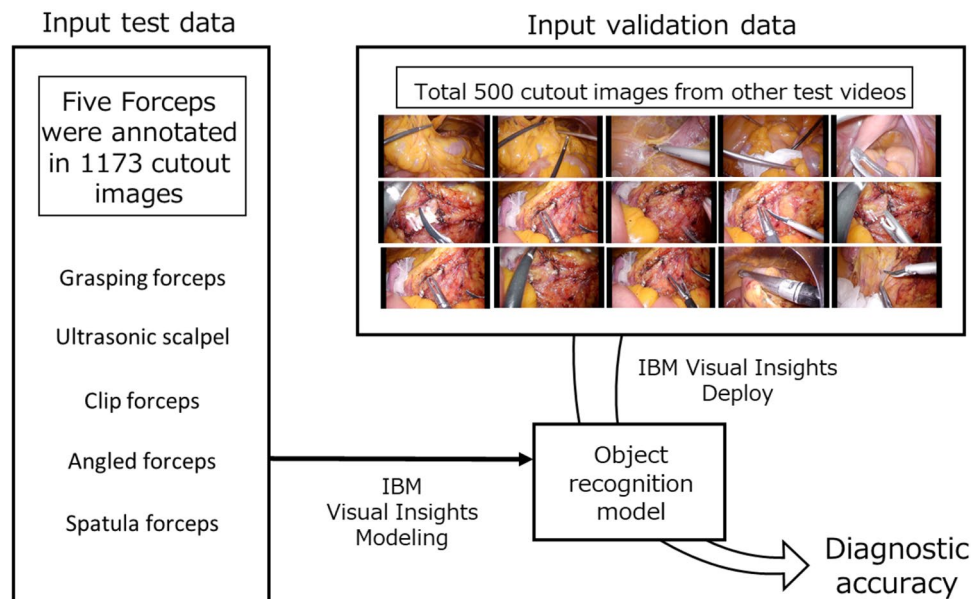 Input test data
Five Forceps
were annotated
in 1173 cutout
images
Grasping forceps
Ultrasonic scalpel
Clip forceps
Angled forceps
Spatula forceps
Input validation data
Total 500 cutout images from other test videos
IBM Visual Insights
Deploy
IBM
Visual Insights
Modeling
Object
recognition
model
Diagnostic
accuracy